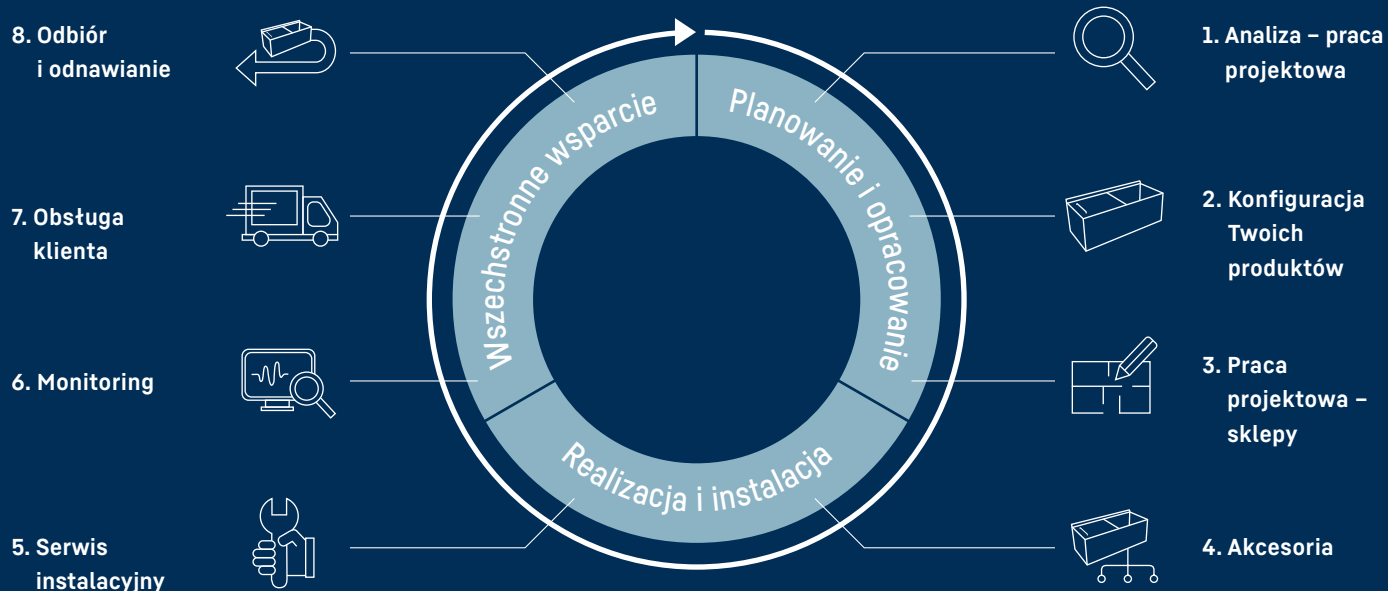 8. Odbiór
i odnawianie
7. Obsługa
klienta
6. Monitoring
5. Serwis
instalacyjny
Wszechstronne wsparcie
Planowanie i opracowanie
Realizacja i instalacja
1. Analiza – praca
projektowa
2. Konfiguracja
Twoich
produktów
3. Praca
projektowa –
sklepy
4. Akcesoria